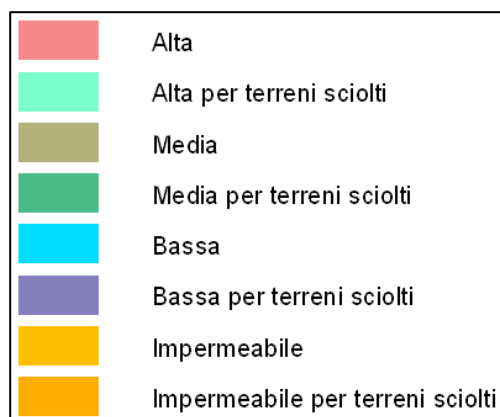 Alta
Alta per terreni sciolti
Media
Media per terreni sciolti
Bassa
Bassa per terreni sciolti
Impermeabile
Impermeabile per terreni sciolti